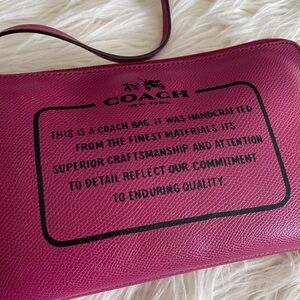 COACH
NEW YORK
THIS IS A COACH BAG. IT WAS HANDCRAFTED
FROM THE FINEST MATERIALS. ITS
SUPERIOR CRAFTSMANSHIP AND ATTENTION
TO DETAIL REFLECT OUR COMMITMENT
TO ENDURING QUALITY.